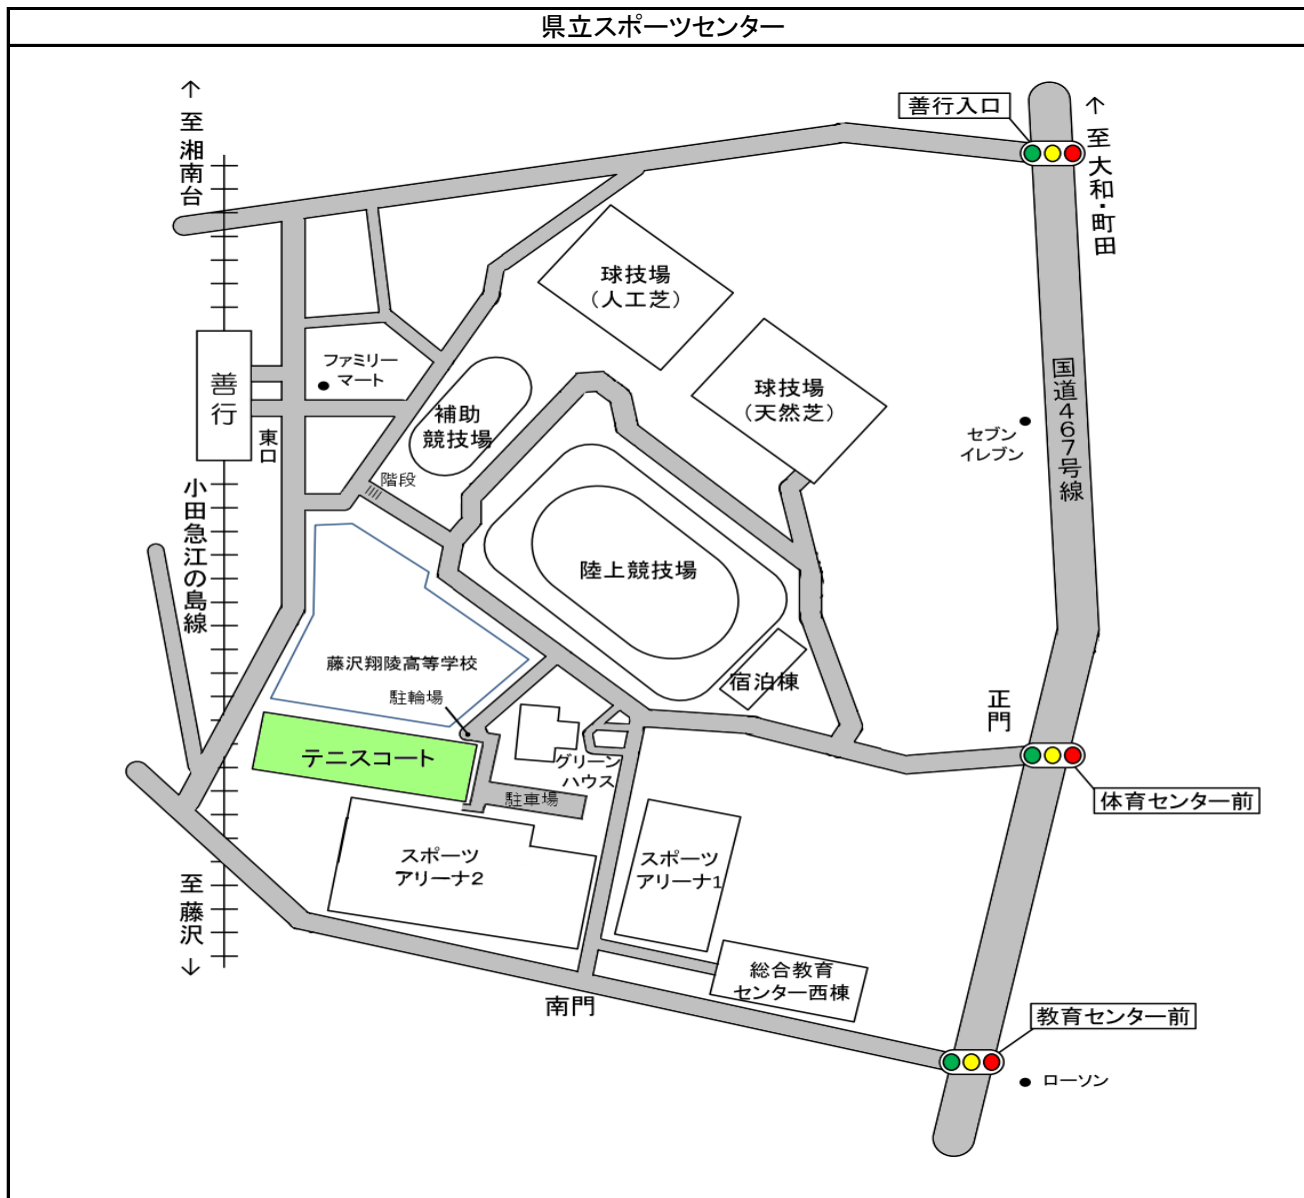 県立スポーツセンター
善行入口
↑至湘南台
↑至大和・町田
球技場
(人工芝)
球技場
(天然芝)
ファミリー
マート
善行
東口
補助
競技場
階段
セブン
イレブン
国道467号線
小田急江の島線
陸上競技場
藤沢翔陵高等学校
駐輪場
宿泊棟
正門
テニスコート
グリーン
ハウス
駐車場
体育センター前
スポーツ
アリーナ2
スポーツ
アリーナ1
至藤沢↓
総合教育
センター西棟
南門
教育センター前
ローソン